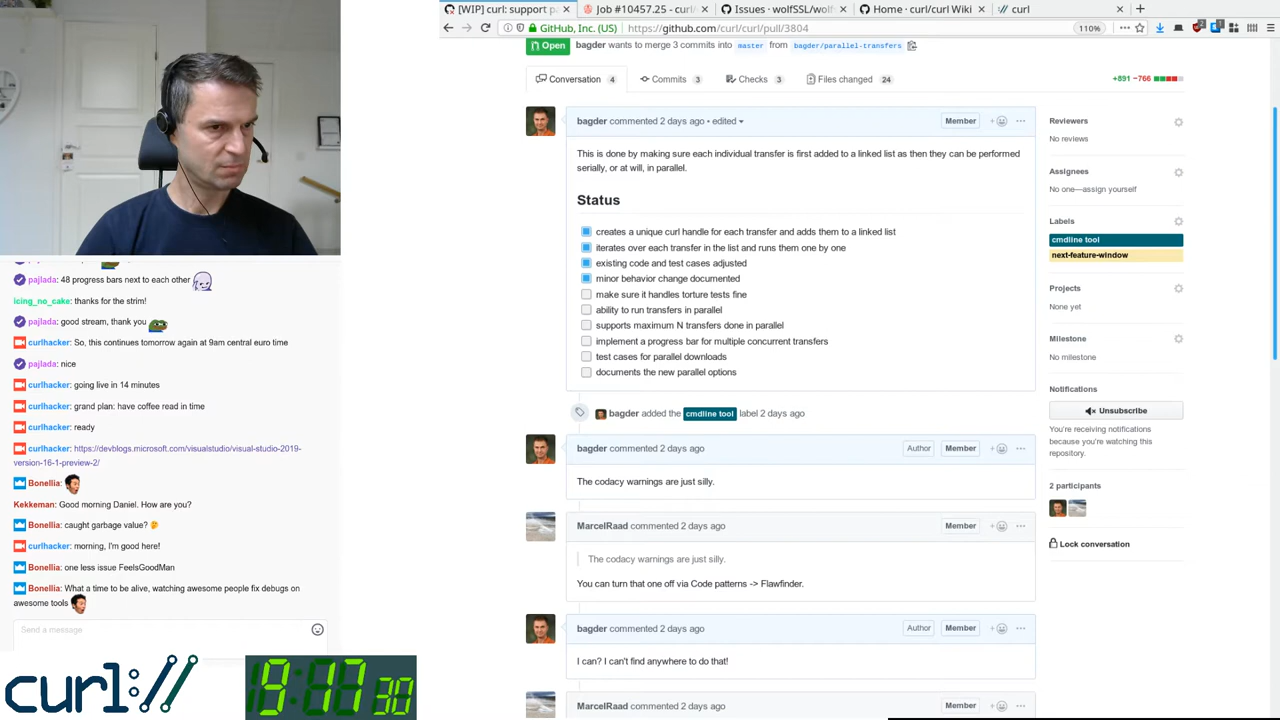 [WIP] curl: support pa
Job #10457.25 - curl/
Issues · wolfSSL/wolfs
Home · curl/curl Wiki
curl
GitHub, Inc. (US)
https://github.com/curl/curl/pull/3804
110%
Open
bagder wants to merge 3 commits into master from bagder/parallel-transfers
Conversation 4
Commits 3
Checks 3
Files changed 24
+891 −766
bagder commented 2 days ago • edited
Member
This is done by making sure each individual transfer is first added to a linked list as then they can be performed
serially, or at will, in parallel.
Status
creates a unique curl handle for each transfer and adds them to a linked list
iterates over each transfer in the list and runs them one by one
existing code and test cases adjusted
minor behavior change documented
make sure it handles torture tests fine
ability to run transfers in parallel
supports maximum N transfers done in parallel
implement a progress bar for multiple concurrent transfers
test cases for parallel downloads
documents the new parallel options
bagder added the cmdline tool label 2 days ago
bagder commented 2 days ago
Author
Member
The codacy warnings are just silly.
MarcelRaad commented 2 days ago
Member
The codacy warnings are just silly.
You can turn that one off via Code patterns -> Flawfinder.
bagder commented 2 days ago
Author
Member
I can? I can't find anywhere to do that!
MarcelRaad commented 2 days ago
Member
Reviewers
No reviews
Assignees
No one—assign yourself
Labels
cmdline tool
next-feature-window
Projects
None yet
Milestone
No milestone
Notifications
Unsubscribe
You're receiving notifications
because you're watching this
repository.
2 participants
Lock conversation
pajlada: 48 progress bars next to each other
icing_no_cake: thanks for the strim!
pajlada: good stream, thank you
curlhacker: So, this continues tomorrow again at 9am central euro time
pajlada: nice
curlhacker: going live in 14 minutes
curlhacker: grand plan: have coffee read in time
curlhacker: ready
curlhacker: https://devblogs.microsoft.com/visualstudio/visual-studio-2019-
version-16-1-preview-2/
Bonellia:
Kekkeman: Good morning Daniel. How are you?
Bonellia: caught garbage value?
curlhacker: morning, I'm good here!
Bonellia: one less issue FeelsGoodMan
Bonellia: What a time to be alive, watching awesome people fix debugs on
awesome tools
Send a message
curl://
9:17 30